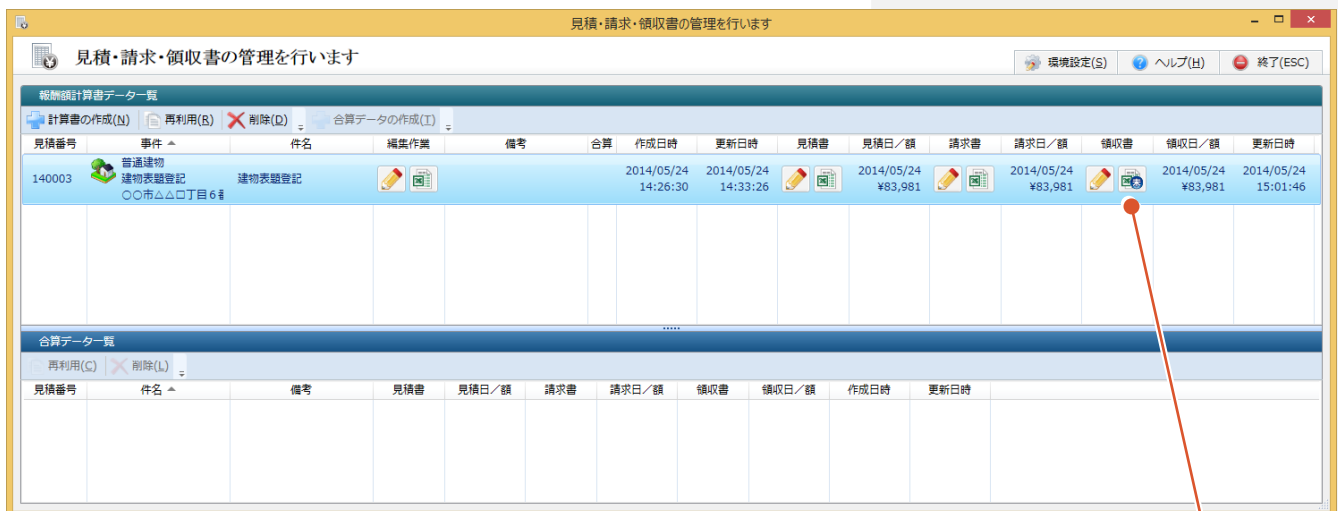 見積・請求・領収書の管理を行います
見積・請求・領収書の管理を行います
環境設定(S) ヘルプ(H) 終了(ESC)
報酬額計算書データ一覧
計算書の作成(N) 再利用(R) 削除(D) 合算データの作成(T)
見積番号 事件 件名 編集作業 備考 合算 作成日時 更新日時 見積書 見積日/額 請求書 請求日/額 領収書 領収日/額 更新日時
普通建物
140003 建物表題登記 建物表題登記 2014/05/24 2014/05/24 2014/05/24 2014/05/24 2014/05/24 2014/05/24
○○市△△□丁目6番 14:26:30 14:33:26 ¥83,981 ¥83,981 ¥83,981 15:01:46
合算データ一覧
再利用(C) 削除(L)
見積番号 件名 備考 見積書 見積日/額 請求書 請求日/額 領収書 領収日/額 作成日時 更新日時